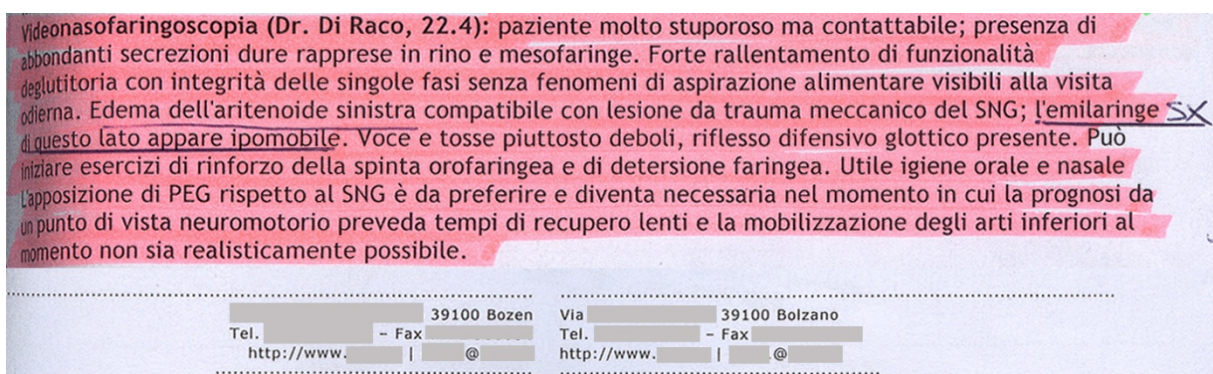 Videonasofaringoscopia (Dr. Di Raco, 22.4): paziente molto stuporoso ma contattabile; presenza di
abbondanti secrezioni dure rapprese in rino e mesofaringe. Forte rallentamento di funzionalità
deglutitoria con integrità delle singole fasi senza fenomeni di aspirazione alimentare visibili alla visita
odierna. Edema dell'aritenoide sinistra compatibile con lesione da trauma meccanico del SNG; l'emilaringe SX
di questo lato appare ipomobile. Voce e tosse piuttosto deboli, riflesso difensivo glottico presente. Può
iniziare esercizi di rinforzo della spinta orofaringea e di detersione faringea. Utile igiene orale e nasale
L'apposizione di PEG rispetto al SNG è da preferire e diventa necessaria nel momento in cui la prognosi da
un punto di vista neuromotorio preveda tempi di recupero lenti e la mobilizzazione degli arti inferiori al
momento non sia realisticamente possibile.
39100 Bozen
Tel. – Fax
http://www. | @
Via 39100 Bolzano
Tel. – Fax
http://www. | @